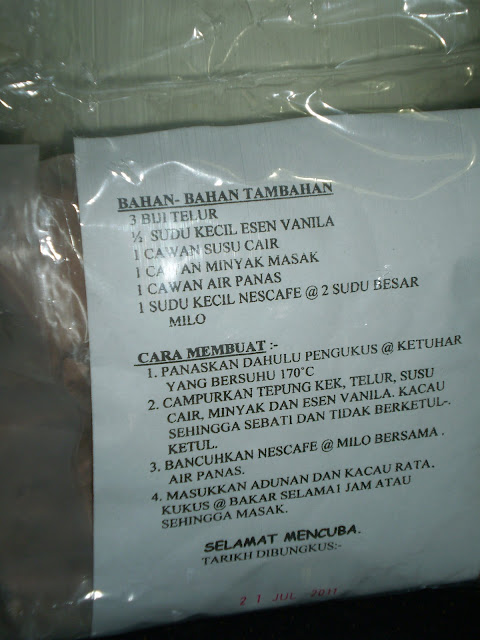 BAHAN- BAHAN TAMBAHAN
3 BIJI TELUR
½ SUDU KECIL ESEN VANILA
1 CAWAN SUSU CAIR
1 CAWAN MINYAK MASAK
1 CAWAN AIR PANAS
1 SUDU KECIL NESCAFE @ 2 SUDU BESAR
MILO
CARA MEMBUAT :-
1. PANASKAN DAHULU PENGUKUS @ KETUHAR
YANG BERSUHU 170°C
2. CAMPURKAN TEPUNG KEK, TELUR, SUSU
CAIR, MINYAK DAN ESEN VANILA. KACAU
SEHINGGA SEBATI DAN TIDAK BERKETUL-.
KETUL.
3. BANCUHKAN NESCAFE @ MILO BERSAMA .
AIR PANAS.
4. MASUKKAN ADUNAN DAN KACAU RATA.
KUKUS @ BAKAR SELAMA1 JAM ATAU
SEHINGGA MASAK.
SELAMAT MENCUBA.
TARIKH DIBUNGKUS:-
21 JUL 2011